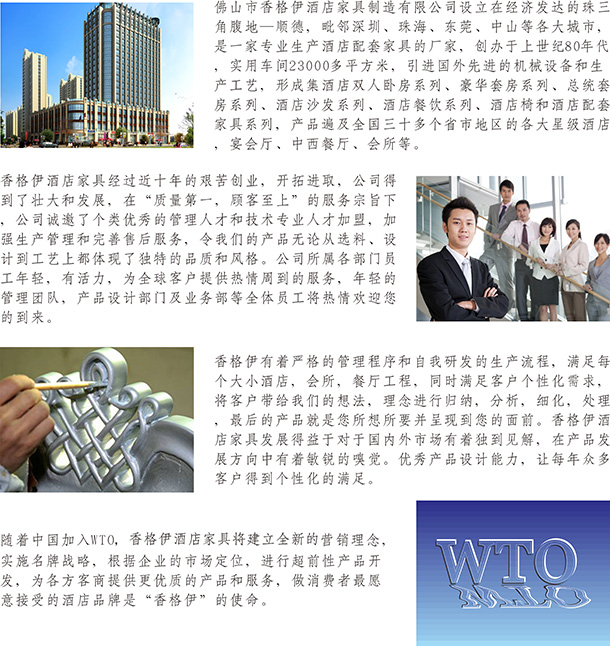 佛山市香格伊酒店家具制造有限公司设立在经济发达的珠三
角腹地—顺德，毗邻深圳、珠海、东莞、中山等各大城市，
是一家专业生产酒店配套家具的厂家，创办于上世纪80年代
，实用车间23000多平方米，引进国外先进的机械设备和生
产工艺，形成集酒店双人卧房系列、豪华套房系列、总统套
房系列、酒店沙发系列、酒店餐饮系列、酒店椅和酒店配套
家具系列，产品遍及全国三十多个省市地区的各大星级酒店
，宴会厅、中西餐厅、会所等。
香格伊酒店家具经过近十年的艰苦创业，开拓进取，公司得
到了壮大和发展，在“质量第一，顾客至上”的服务宗旨下
，公司诚邀了个类优秀的管理人才和技术专业人才加盟，加
强生产管理和完善售后服务，令我们的产品无论从选料、设
计到工艺上都体现了独特的品质和风格。公司所属各部门员
工年轻，有活力，为全球客户提供热情周到的服务，年轻的
管理团队，产品设计部门及业务部等全体员工将热情欢迎您
的到来。
香格伊有着严格的管理程序和自我研发的生产流程，满足每
个大小酒店，会所，餐厅工程，同时满足客户个性化需求，
将客户带给我们的想法，理念进行归纳，分析，细化，处理
，最后的产品就是您所想所要并呈现到您的面前。香格伊酒
店家具发展得益于对于国内外市场有着独到见解，在产品发
展方向中有着敏锐的嗅觉。优秀产品设计能力，让每年众多
客户得到个性化的满足。
随着中国加入WTO，香格伊酒店家具将建立全新的营销理念，
实施名牌战略，根据企业的市场定位，进行超前性产品开
发，为各方客商提供更优质的产品和服务，做消费者最愿
意接受的酒店品牌是“香格伊”的使命。
WTO